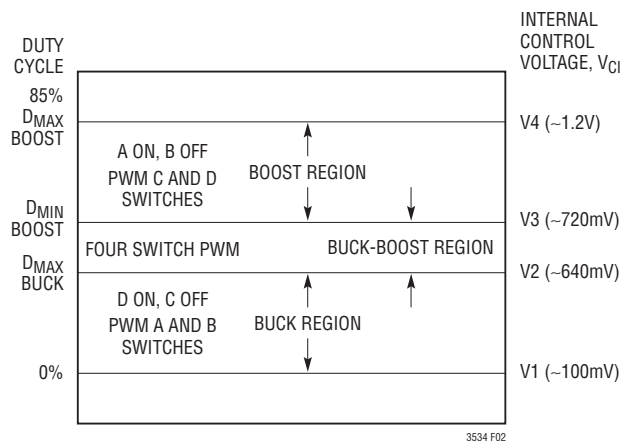 DUTY
CYCLE
INTERNAL
CONTROL
VOLTAGE, VCI
85%
DMAX
BOOST
V4 (~1.2V)
A ON, B OFF
PWM C AND D
SWITCHES
BOOST REGION
DMIN
BOOST
V3 (~720mV)
FOUR SWITCH PWM
BUCK-BOOST REGION
DMAX
BUCK
V2 (~640mV)
D ON, C OFF
PWM A AND B
SWITCHES
BUCK REGION
0%
V1 (~100mV)
3534 F02